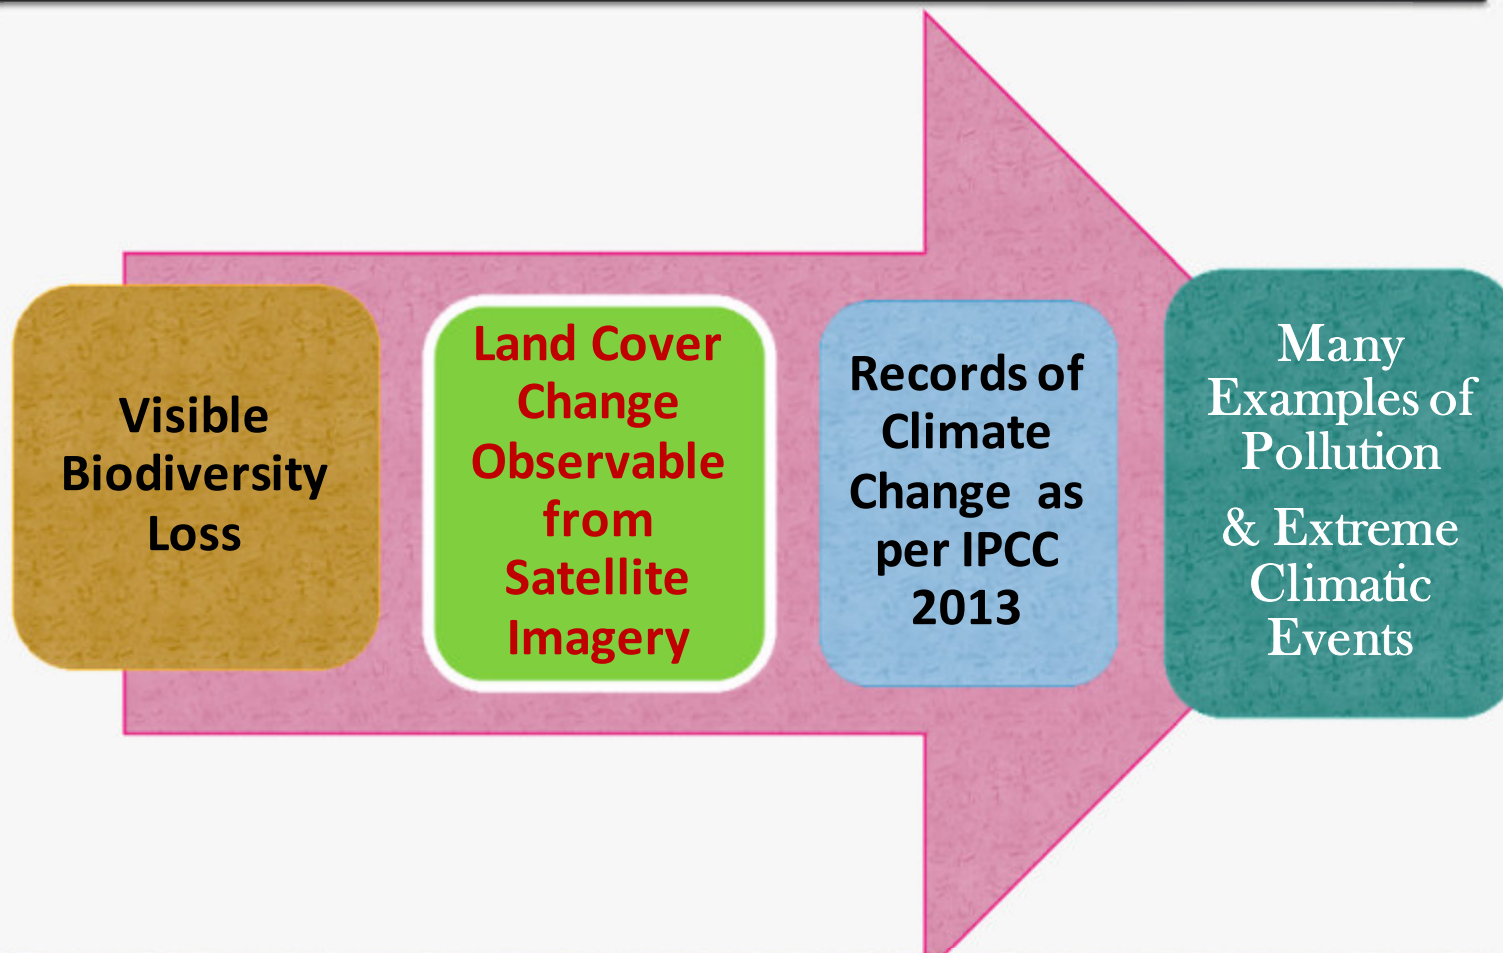 Visible
Biodiversity
Loss
Land Cover
Change
Observable
from
Satellite
Imagery
Records of
Climate
Change as
per IPCC
2013
Many
Examples of
Pollution
& Extreme
Climatic
Events